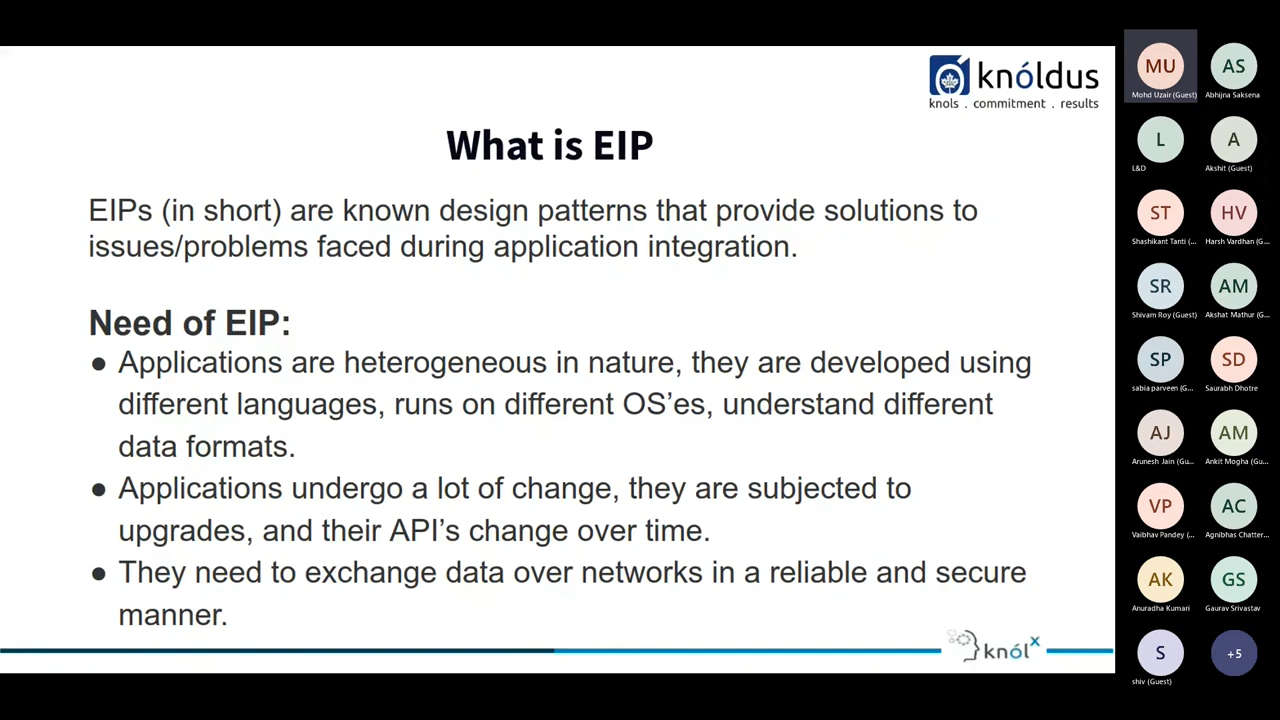 knóldus
knols . commitment . results
What is EIP
EIPs (in short) are known design patterns that provide solutions to
issues/problems faced during application integration.
Need of EIP:
● Applications are heterogeneous in nature, they are developed using
different languages, runs on different OS’es, understand different
data formats.
● Applications undergo a lot of change, they are subjected to
upgrades, and their API’s change over time.
● They need to exchange data over networks in a reliable and secure
manner.
knólx
MU AS
Mohd Uzair (Guest) Abhijna Saksena
L A
L&D Akshit (Guest)
ST HV
Shashikant Tanti (... Harsh Vardhan (G...
SR AM
Shivam Roy (Guest) Akshat Mathur (G...
SP SD
sabia parveen (G... Saurabh Dhotre
AJ AM
Arunesh Jain (Gu... Ankit Mogha (Gu...
VP AC
Vaibhav Pandey (... Agnibhas Chatter...
AK GS
Anuradha Kumari Gaurav Srivastav
S +5
shiv (Guest)